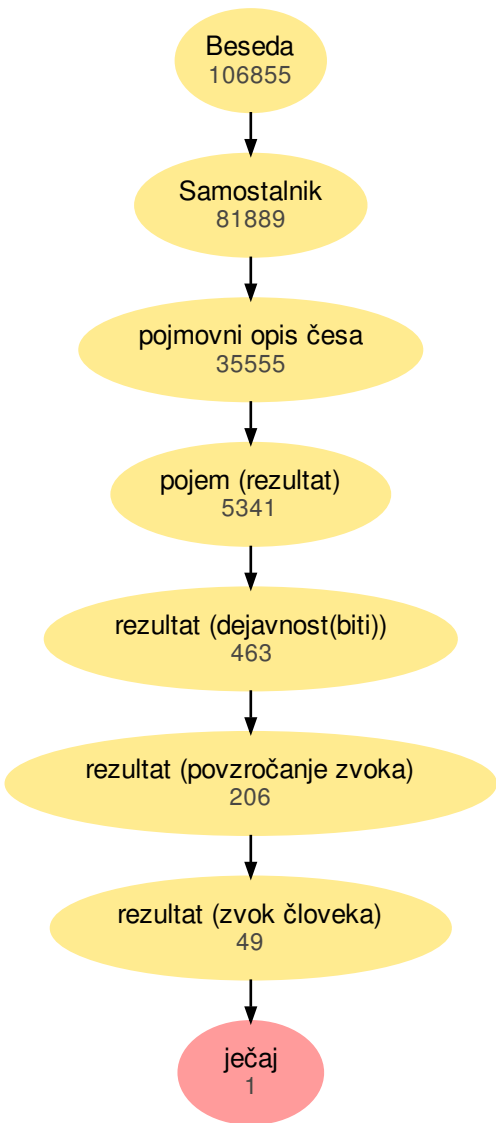 Beseda
106855
Samostalnik
81889
pojmovni opis česa
35555
pojem (rezultat)
5341
rezultat (dejavnost(biti))
463
rezultat (povzročanje zvoka)
206
rezultat (zvok človeka)
49
ječaj
1